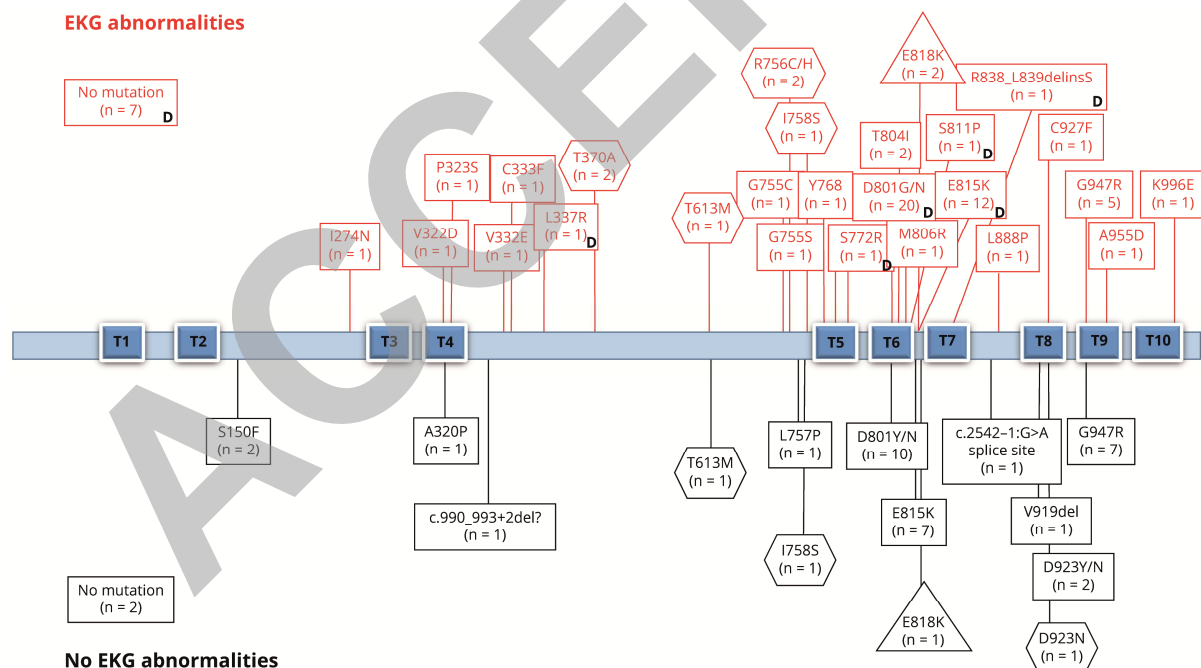 EKG abnormalities
No mutation
(n = 7)
D
I274N
(n = 1)
P323S
(n = 1)
V322D
(n = 1)
C333F
(n = 1)
V332E
(n = 1)
L337R
(n = 1)
D
T370A
(n = 2)
T613M
(n = 1)
R756C/H
(n = 2)
I758S
(n = 1)
G755C
(n= 1)
G755S
(n = 1)
Y768
(n = 1)
S772R
(n = 1)
D
T804I
(n = 2)
D801G/N
(n = 20)
D
M806R
(n = 1)
E818K
(n = 2)
S811P
(n = 1)
D
E815K
(n = 12)
D
R838_L839delinsS
(n = 1)
D
L888P
(n = 1)
C927F
(n = 1)
G947R
(n = 5)
A955D
(n = 1)
K996E
(n = 1)
T1
T2
T3
T4
T5
T6
T7
T8
T9
T10
S150F
(n = 2)
A320P
(n = 1)
c.990_993+2del?
(n = 1)
T613M
(n = 1)
L757P
(n = 1)
I758S
(n = 1)
D801Y/N
(n = 10)
E815K
(n = 7)
E818K
(n = 1)
c.2542–1:G>A
splice site
(n = 1)
V919del
(n = 1)
D923Y/N
(n = 2)
D923N
(n = 1)
G947R
(n = 7)
No mutation
(n = 2)
No EKG abnormalities
ACCE